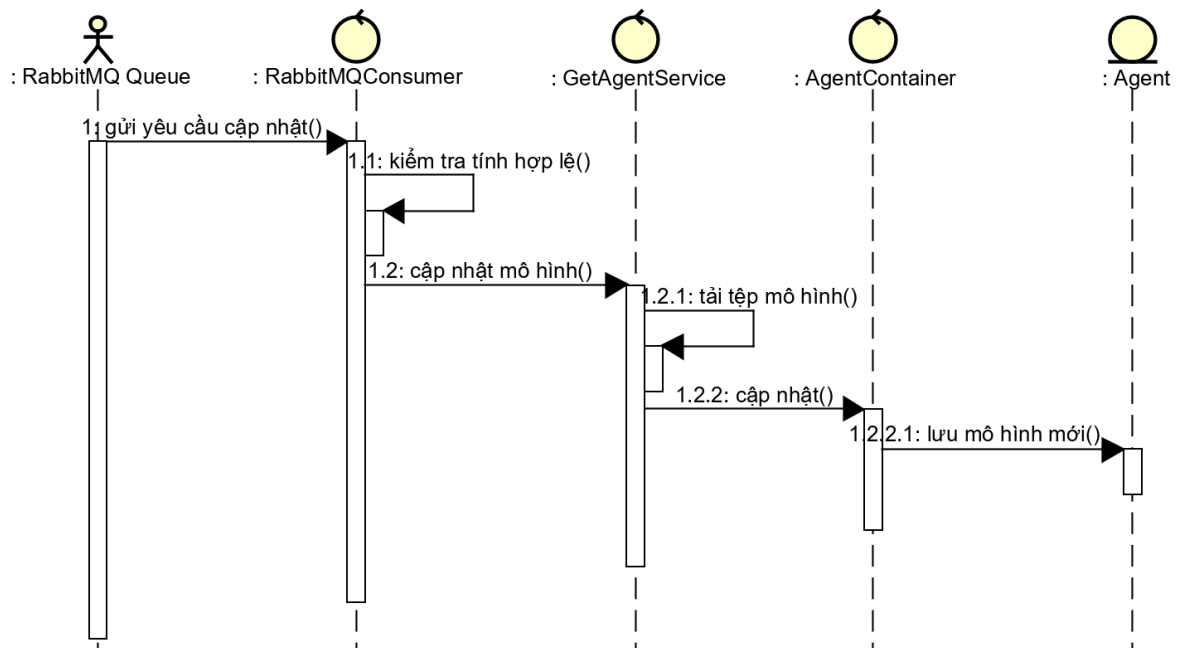 : RabbitMQ Queue
: RabbitMQConsumer
: GetAgentService
: AgentContainer
: Agent
1: gửi yêu cầu cập nhật()
1.1: kiểm tra tính hợp lệ()
1.2: cập nhật mô hình()
1.2.1: tải tệp mô hình()
1.2.2: cập nhật()
1.2.2.1: lưu mô hình mới()